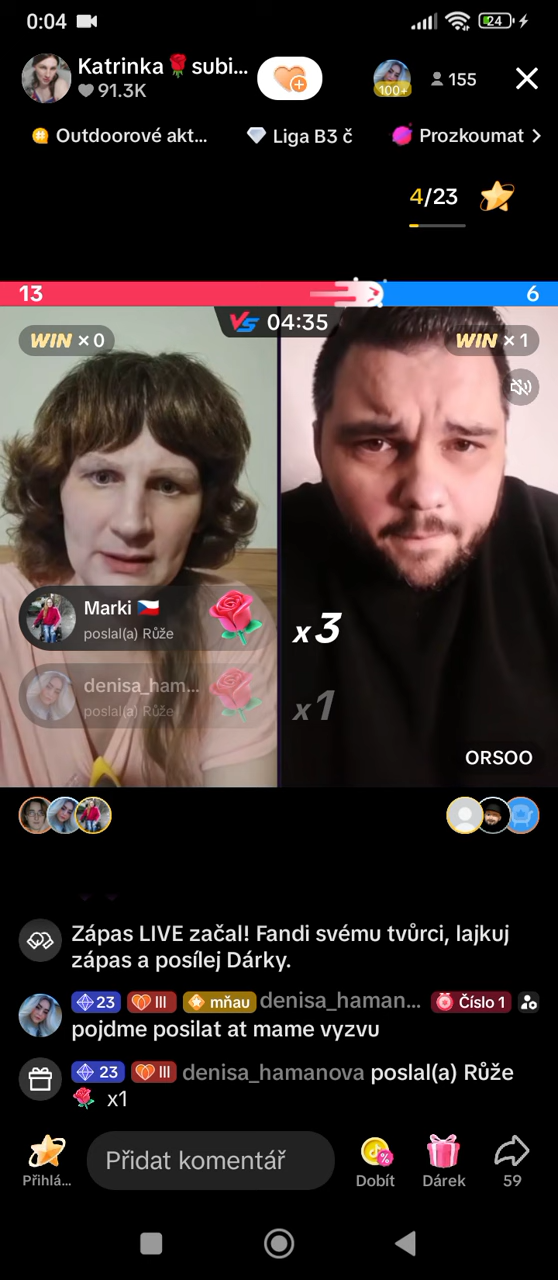 0:04
24
Katrinka 🌹 subi...
91.3K
100+
155
Outdoorové akt...
Liga B3 č
Prozkoumat
4/23
13
6
VS 04:35
WIN x 0
WIN x 1
Marki 🇨🇿
poslal(a) Růže
x3
denisa_ham...
poslal(a) Růže
x1
ORSOO
Zápas LIVE začal! Fandi svému tvůrci, lajkuj
zápas a posílej Dárky.
23 III mňau denisa_haman... Číslo 1
pojdme posilat at mame vyzvu
23 III denisa_hamanova poslal(a) Růže
🌹 x1
Přihlá...
Přidat komentář
Dobít
Dárek
59